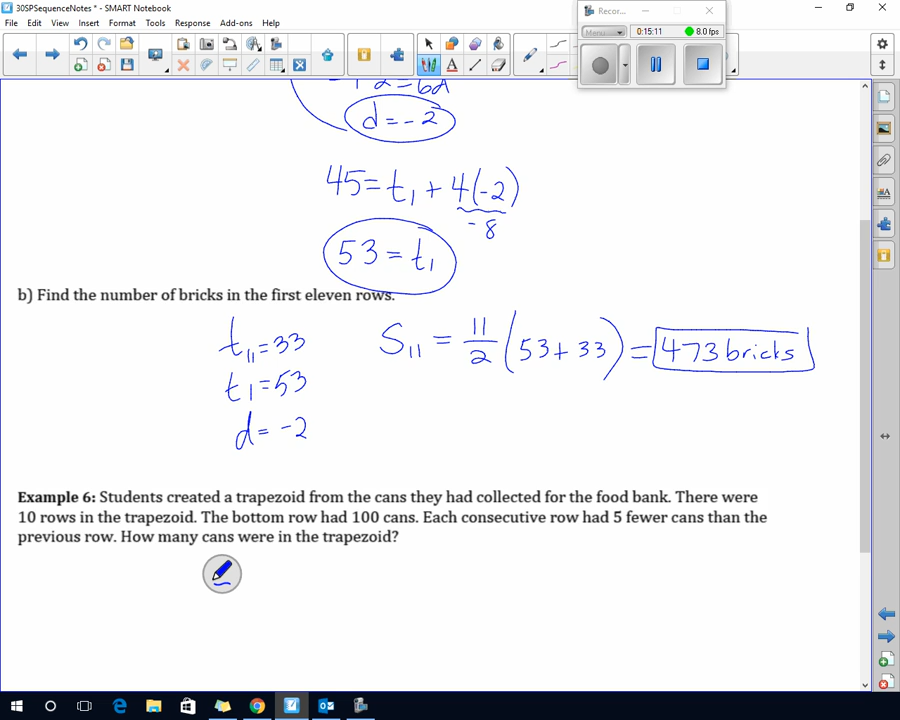 30SPSequenceNotes * - SMART Notebook
File Edit View Insert Format Tools Response Add-ons Help
Recor...
Menu 0:15:11 8.0 fps
d = -2
45 = t₁ + 4(-2)
-8
53 = t₁
b) Find the number of bricks in the first eleven rows.
t₁₁ = 33
S₁₁ = 11/2 (53 + 33) = 473 bricks
t₁ = 53
d = -2
Example 6: Students created a trapezoid from the cans they had collected for the food bank. There were
10 rows in the trapezoid. The bottom row had 100 cans. Each consecutive row had 5 fewer cans than the
previous row. How many cans were in the trapezoid?